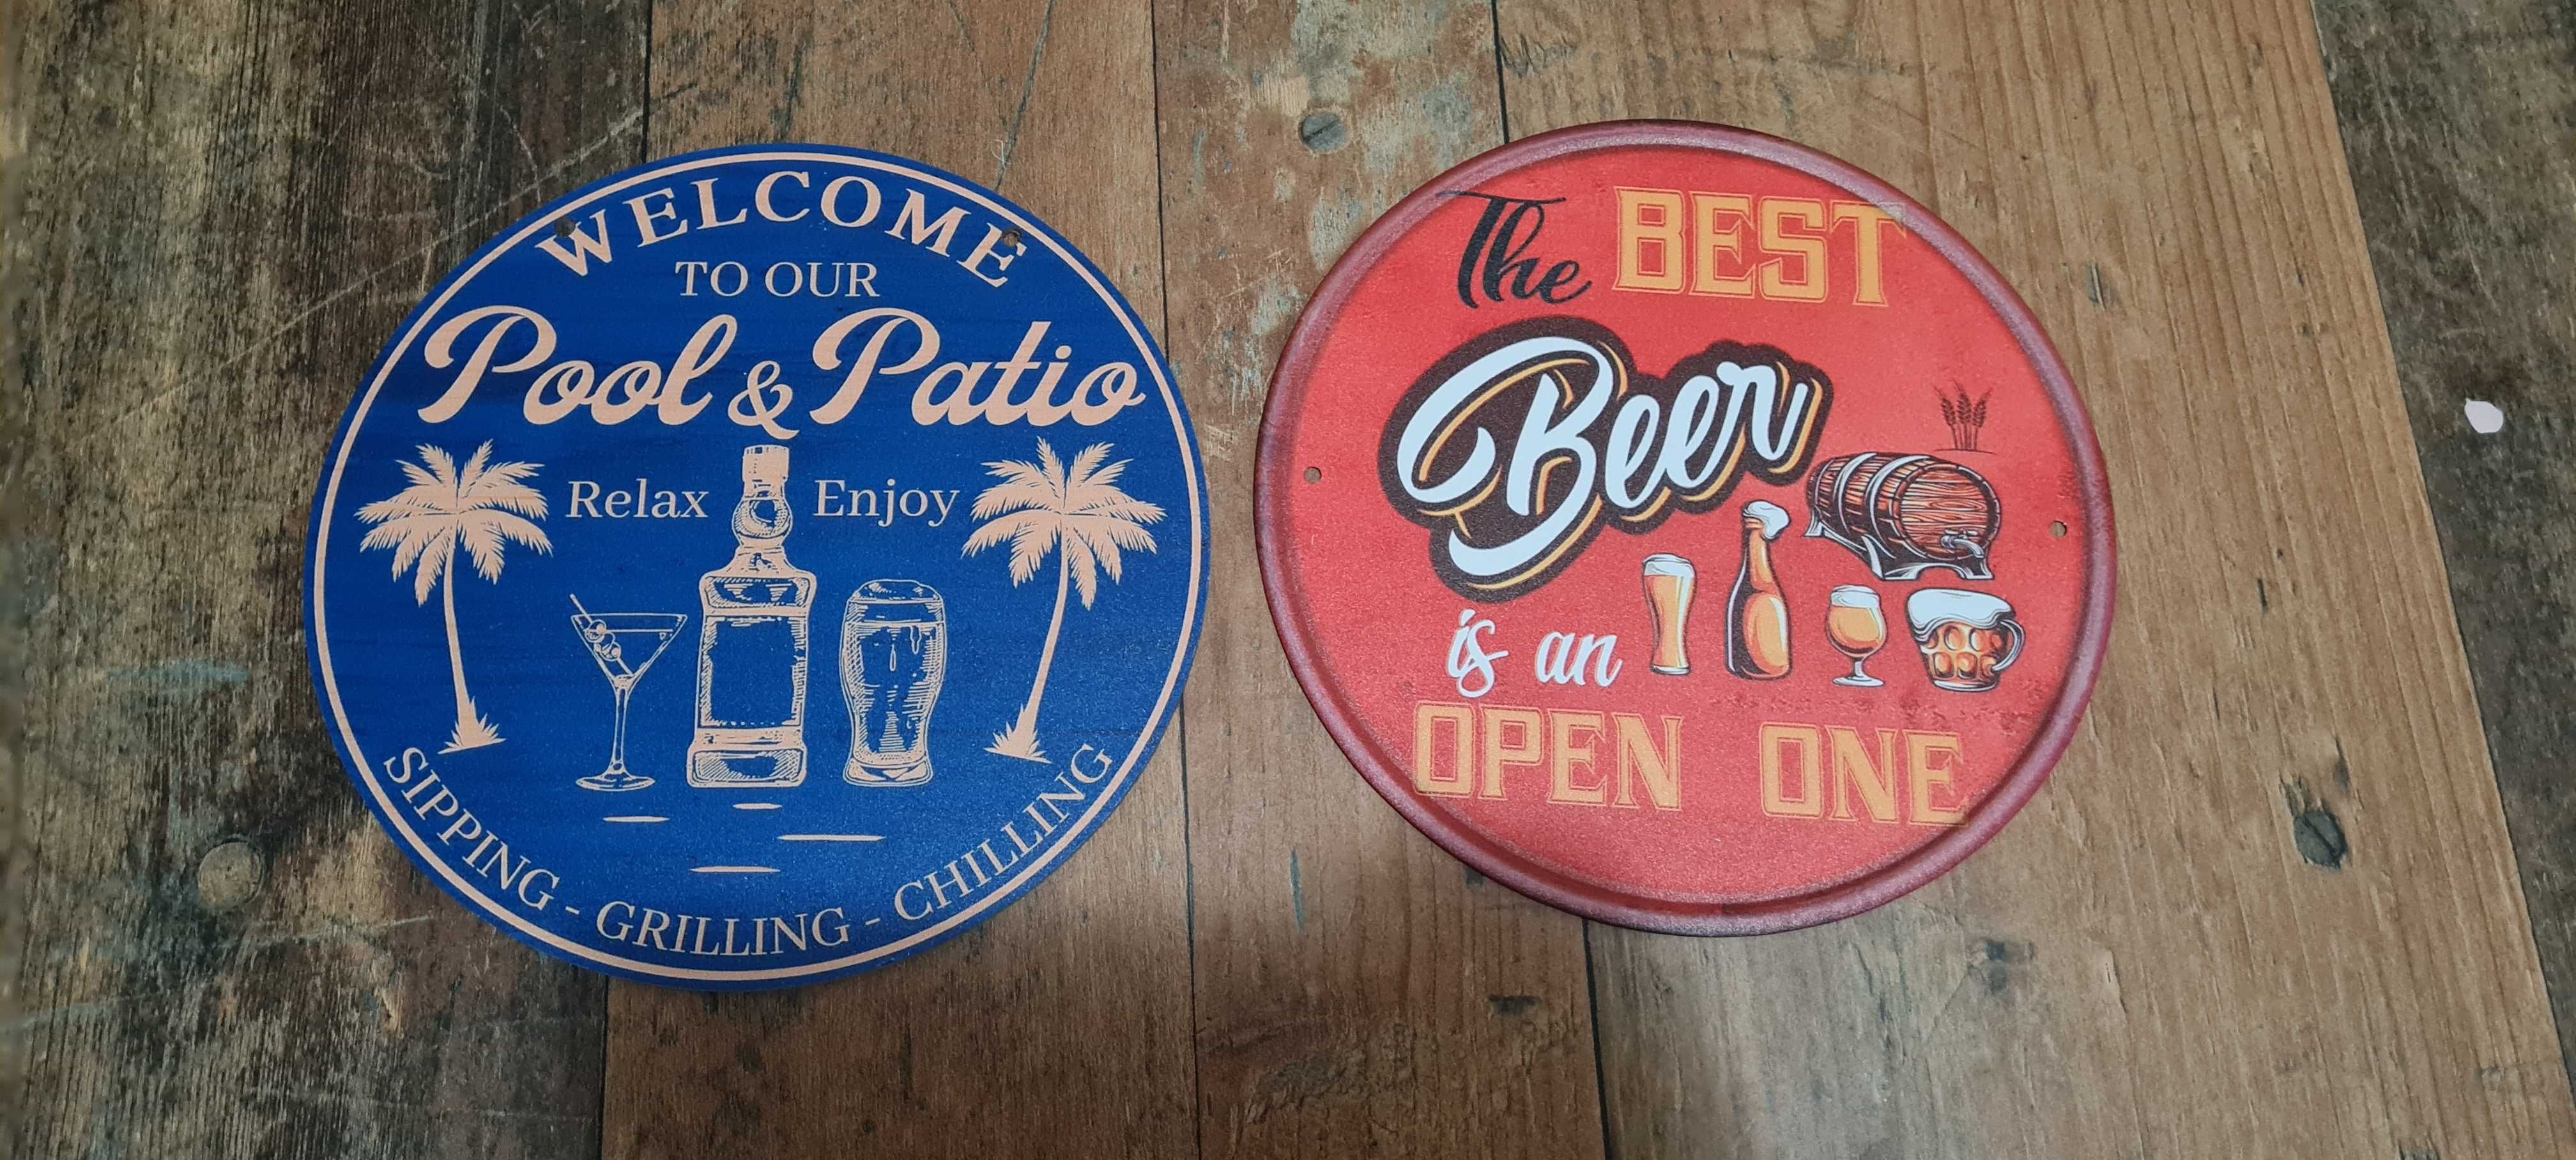 WELCOME
TO OUR
Pool & Patio
Relax Enjoy
SIPPING - GRILLING - CHILLING
The BEST
Beer
is an
OPEN ONE